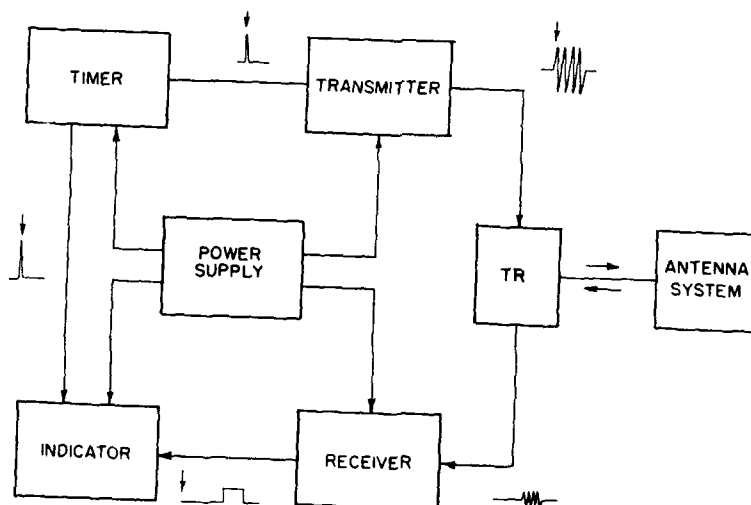 TIMER
TRANSMITTER
POWER
SUPPLY
TR
ANTENNA
SYSTEM
INDICATOR
RECEIVER